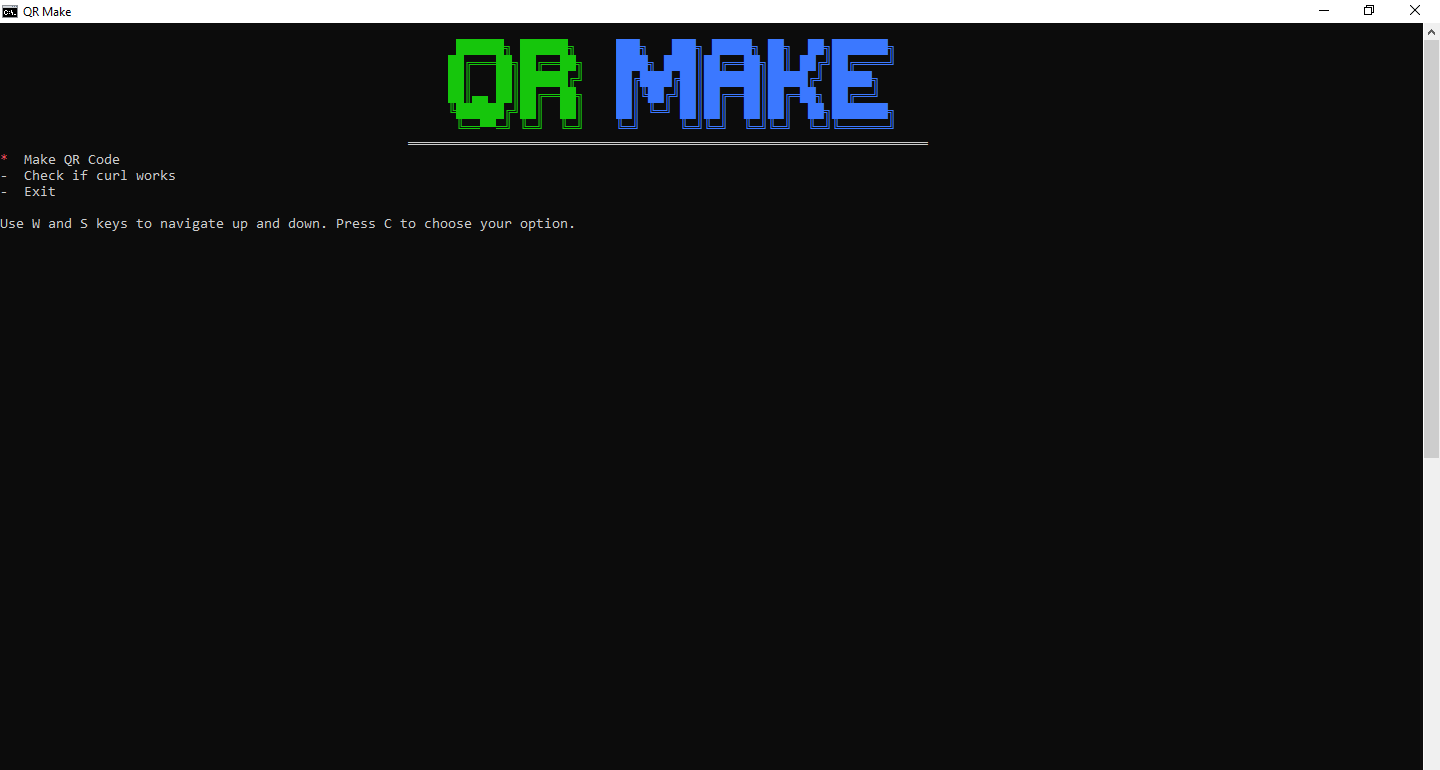 QR Make
QR MAKE
* Make QR Code
- Check if curl works
- Exit
Use W and S keys to navigate up and down. Press C to choose your option.